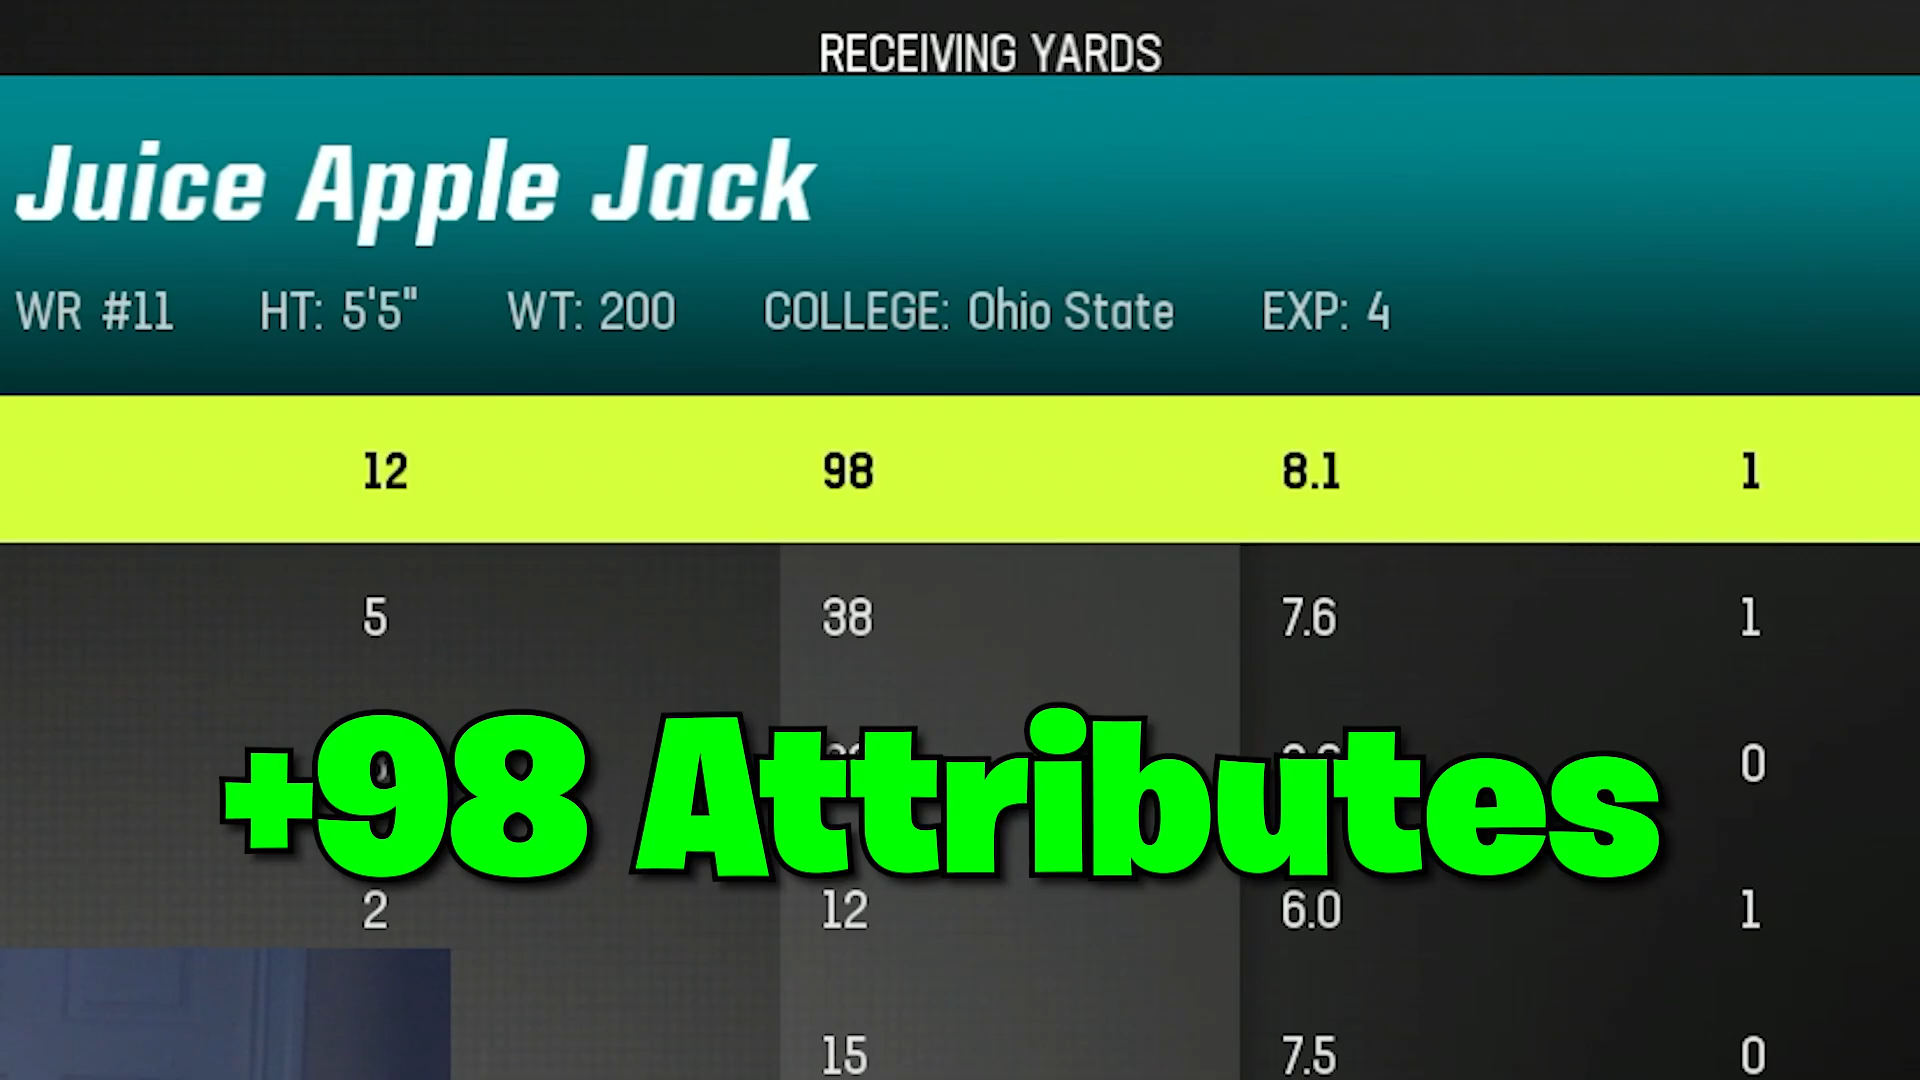 RECEIVING YARDS
Juice Apple Jack
WR #11 HT: 5'5" WT: 200 COLLEGE: Ohio State EXP: 4
12 98 8.1 1
5 38 7.6 1
0
+98 Attributes
2 12 6.0 1
15 7.5 0